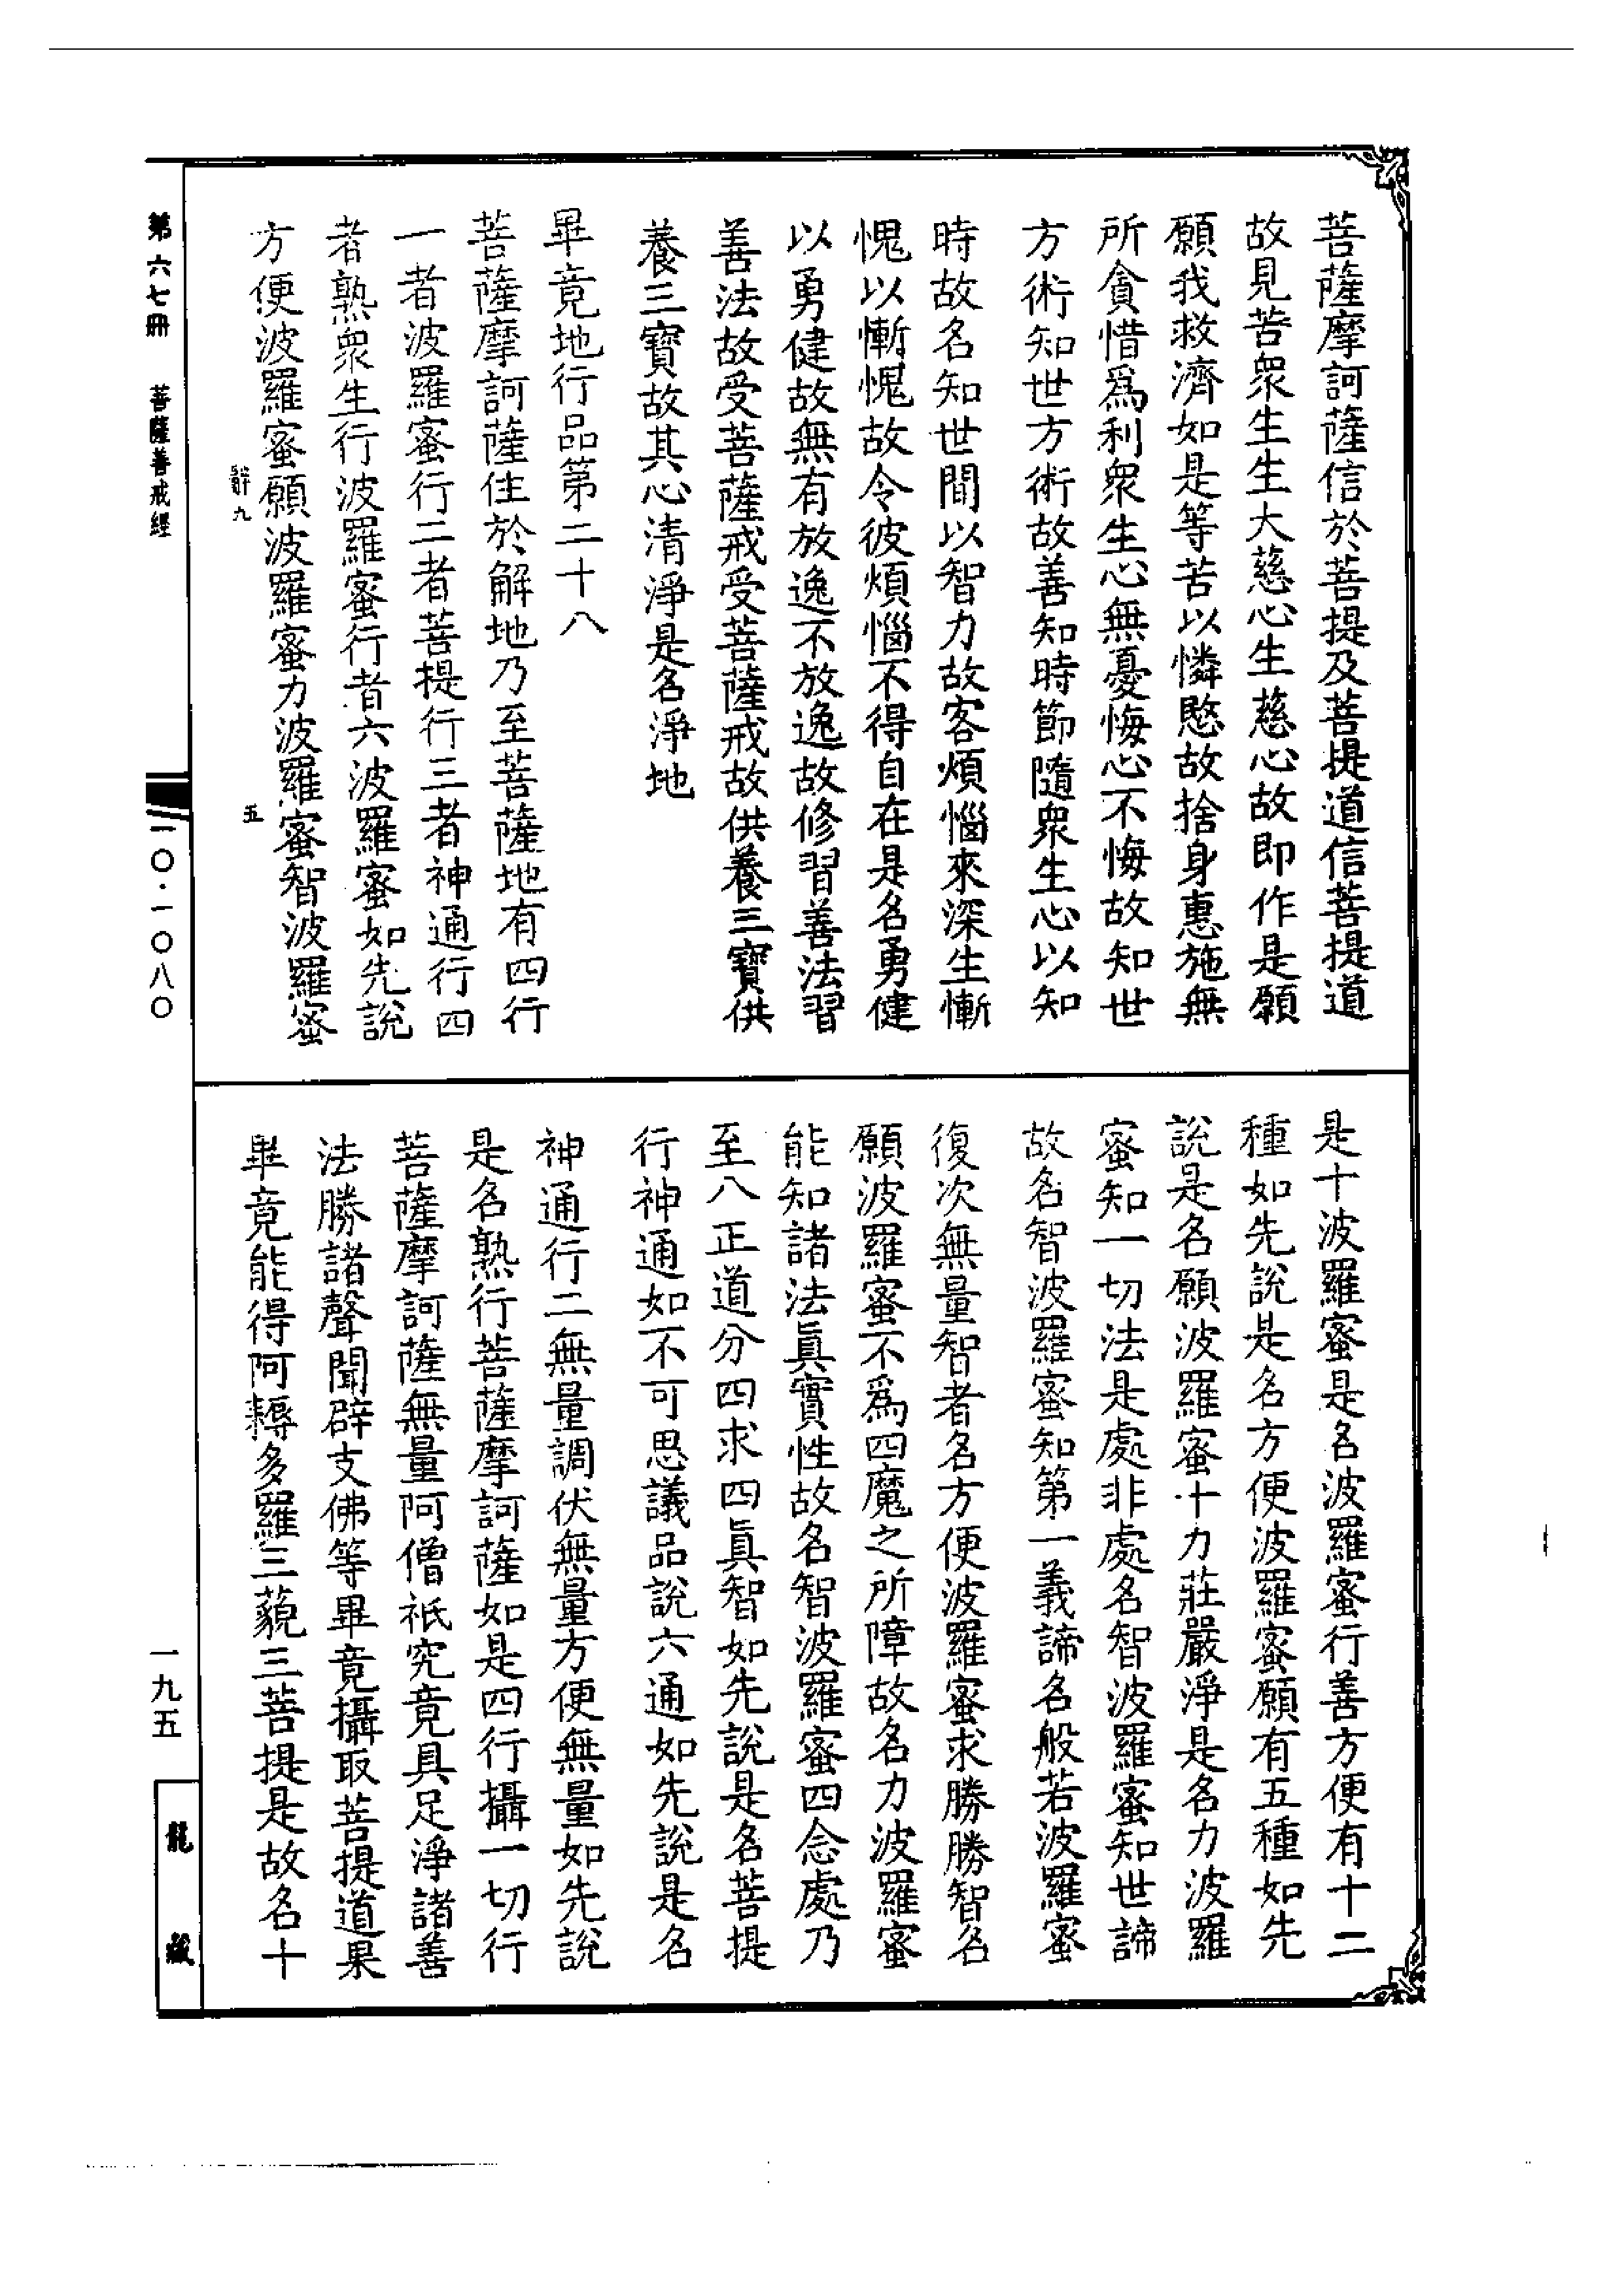 菩薩摩訶薩信於菩提及菩提道信菩提道
故見苦衆生生大慈心生慈心故即作是願
願我救濟如是等苦以憐愍故捨身惠施無
所貪惜爲利衆生心無憂悔心不悔故知世
方術知世方術故善知時節隨衆生心以知
時故名知世間以智力故客煩惱來深生慚
愧以慚愧故令彼煩惱不得自在是名勇健
以勇健故無有放逸不放逸故修習善法習
善法故受菩薩戒受菩薩戒故供養三寶供
養三寶故其心清淨是名淨地
畢竟地行品第二十八
菩薩摩訶薩住於解地乃至菩薩地有四行
一者波羅蜜行二者菩提行三者神通行四
者熟衆生行波羅蜜行者六波羅蜜如先說
方便波羅蜜願波羅蜜力波羅蜜智波羅蜜
是十波羅蜜是名波羅蜜行善方便有十二
種如先說是名方便波羅蜜願有五種如先
說是名願波羅蜜十力莊嚴淨是名力波羅
蜜知一切法是處非處名智波羅蜜知世諦
故名智波羅蜜知第一義諦名般若波羅蜜
復次無量智者名方便波羅蜜求勝勝智名
願波羅蜜不爲四魔之所障故名力波羅蜜
能知諸法眞實性故名智波羅蜜四念處乃
至八正道分四求四眞智如先說是名菩提
行神通如不可思議品說六通如先說是名
神通行二無量調伏無量方便無量如先說
是名熟行菩薩摩訶薩如是四行攝一切行
菩薩摩訶薩無量阿僧祇究竟具足淨諸善
法勝諸聲聞辟支佛等畢竟攝取菩提道果
畢竟能得阿耨多羅三藐三菩提是故名十
第六七冊 菩薩善戒經
一〇·一〇八〇
一九五
龍藏
九
五